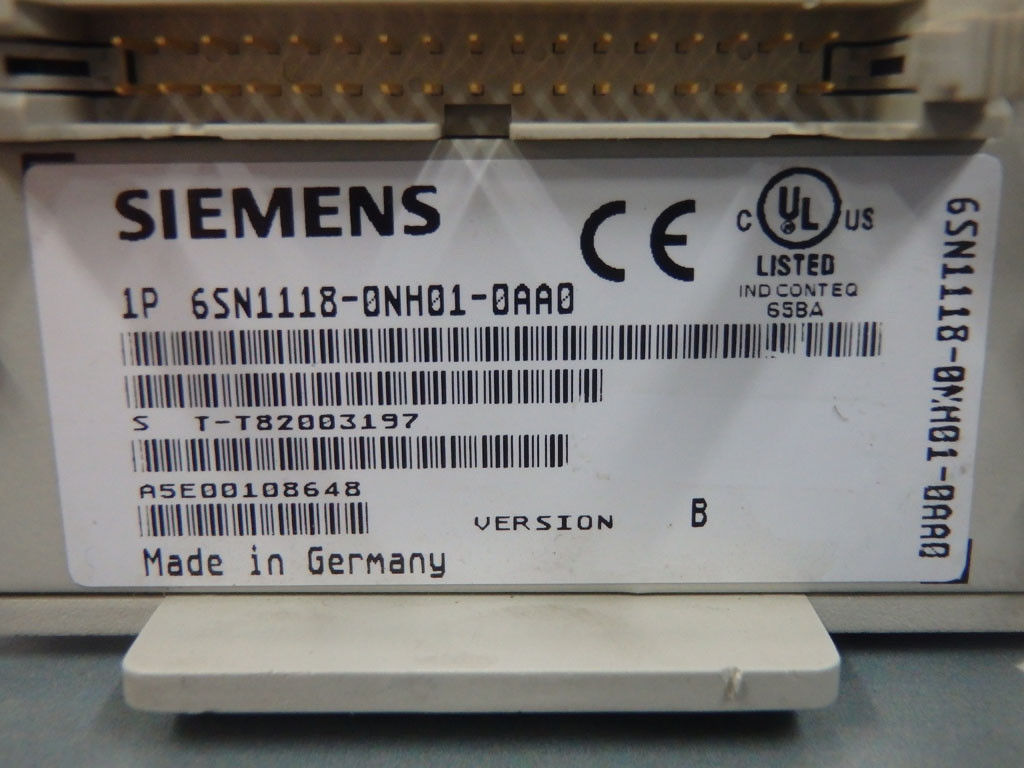 SIEMENS
CE
C UL US
LISTED
IND CONT EQ
65BA
1P 6SN1118-0NH01-0AA0
S T-T82003197
A5E00108648
VERSION B
Made in Germany
6SN1118-0NH01-0AA0